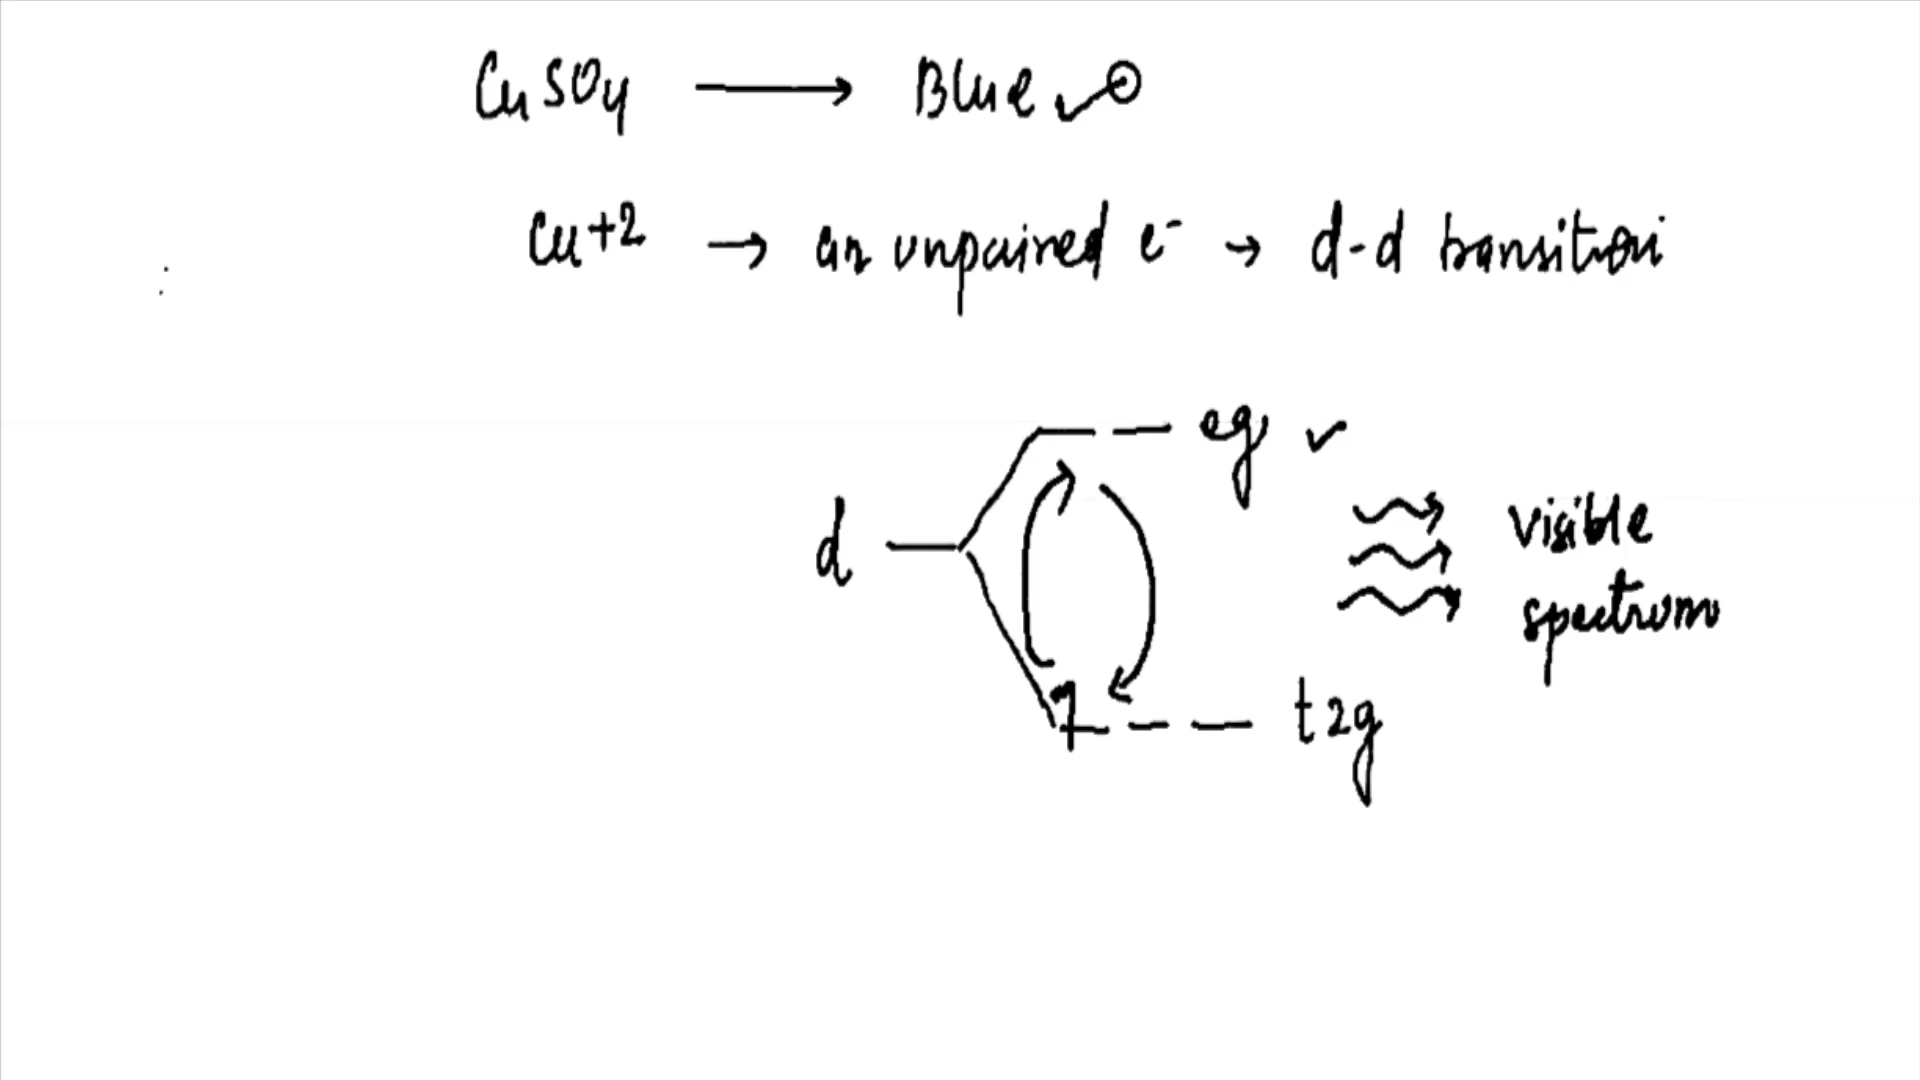 CuSO4 → Blue ✓
Cu+2 → an unpaired e- → d-d transition
eg ✓
d
visible
spectrum
t2g